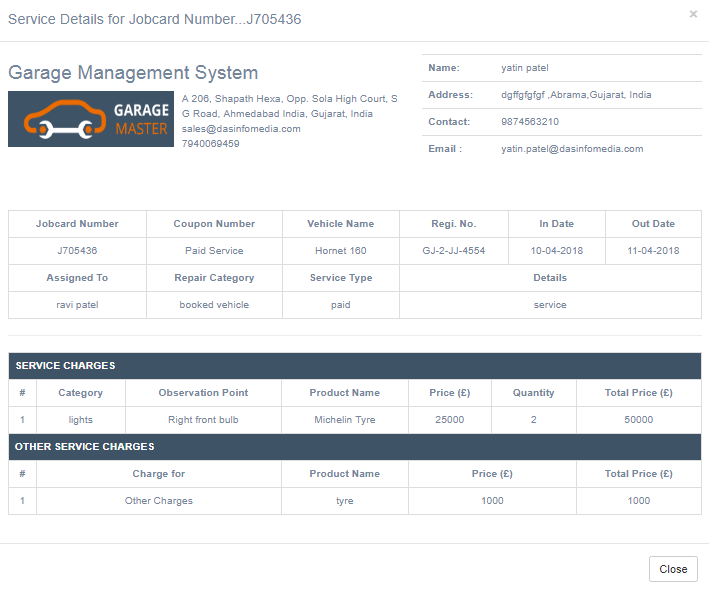 Service Details for Jobcard Number...J705436
×
Garage Management System
GARAGE
MASTER
A 206, Shapath Hexa, Opp. Sola High Court, S
G Road, Ahmedabad India, Gujarat, India
sales@dasinfomedia.com
7940069459
Name: yatin patel
Address: dgffgfgfgf ,Abrama,Gujarat, India
Contact: 9874563210
Email : yatin.patel@dasinfomedia.com
Jobcard Number Coupon Number Vehicle Name Regi. No. In Date Out Date
J705436 Paid Service Hornet 160 GJ-2-JJ-4554 10-04-2018 11-04-2018
Assigned To Repair Category Service Type Details
ravi patel booked vehicle paid service
SERVICE CHARGES
# Category Observation Point Product Name Price (£) Quantity Total Price (£)
1 lights Right front bulb Michelin Tyre 25000 2 50000
OTHER SERVICE CHARGES
# Charge for Product Name Price (£) Total Price (£)
1 Other Charges tyre 1000 1000
Close